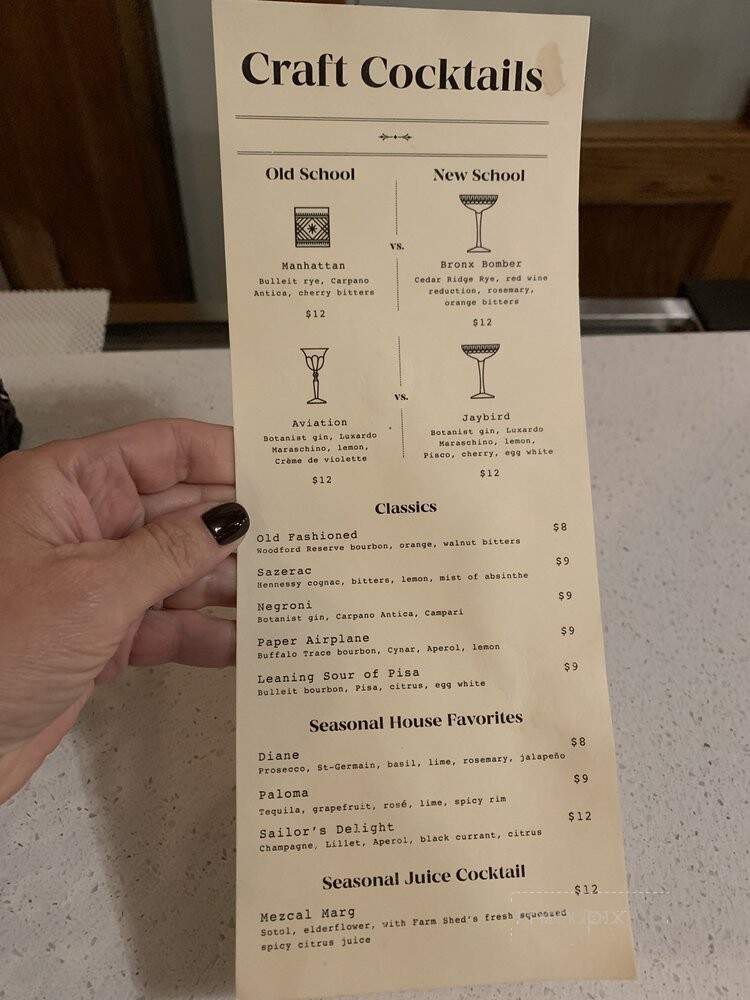 Craft Cocktails
Old School
Manhattan
Bulleit rye, Carpano
Antica, cherry bitters
$12
vs.
New School
Bronx Bomber
Cedar Ridge Rye, red wine
reduction, rosemary,
orange bitters
$12
Aviation
Botanist gin, Luxardo
Maraschino, lemon,
Crème de violette
$12
vs.
Jaybird
Botanist gin, Luxardo
Maraschino, lemon,
Pisco, cherry, egg white
$12
Classics
Old Fashioned $8
Woodford Reserve bourbon, orange, walnut bitters
Sazerac $9
Hennessy cognac, bitters, lemon, mist of absinthe
Negroni $9
Botanist gin, Carpano Antica, Campari
Paper Airplane $9
Buffalo Trace bourbon, Cynar, Aperol, lemon
Leaning Sour of Pisa $9
Bulleit bourbon, Pisa, citrus, egg white
Seasonal House Favorites
Diane $8
Prosecco, St-Germain, basil, lime, rosemary, jalapeño
Paloma $9
Tequila, grapefruit, rosé, lime, spicy rim
Sailor's Delight $12
Champagne, Lillet, Aperol, black currant, citrus
Seasonal Juice Cocktail
Mezcal Marg $12
Sotol, elderflower, with Farm Shed's fresh squeezed
spicy citrus juice